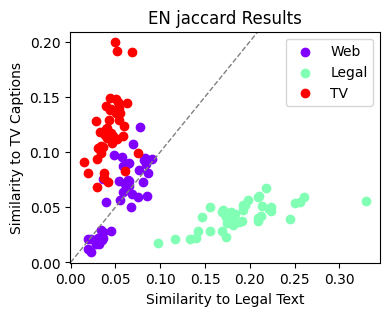 EN jaccard Results
Similarity to TV Captions
0.20
0.15
0.10
0.05
0.00
Web
Legal
TV
0.00 0.05 0.10 0.15 0.20 0.25 0.30
Similarity to Legal Text